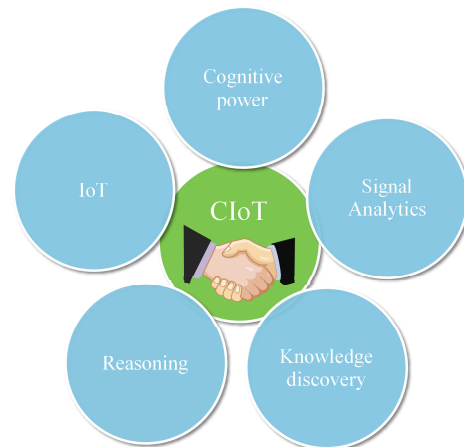 Cognitive
power
IoT
Signal
Analytics
CIoT
Reasoning
Knowledge
discovery